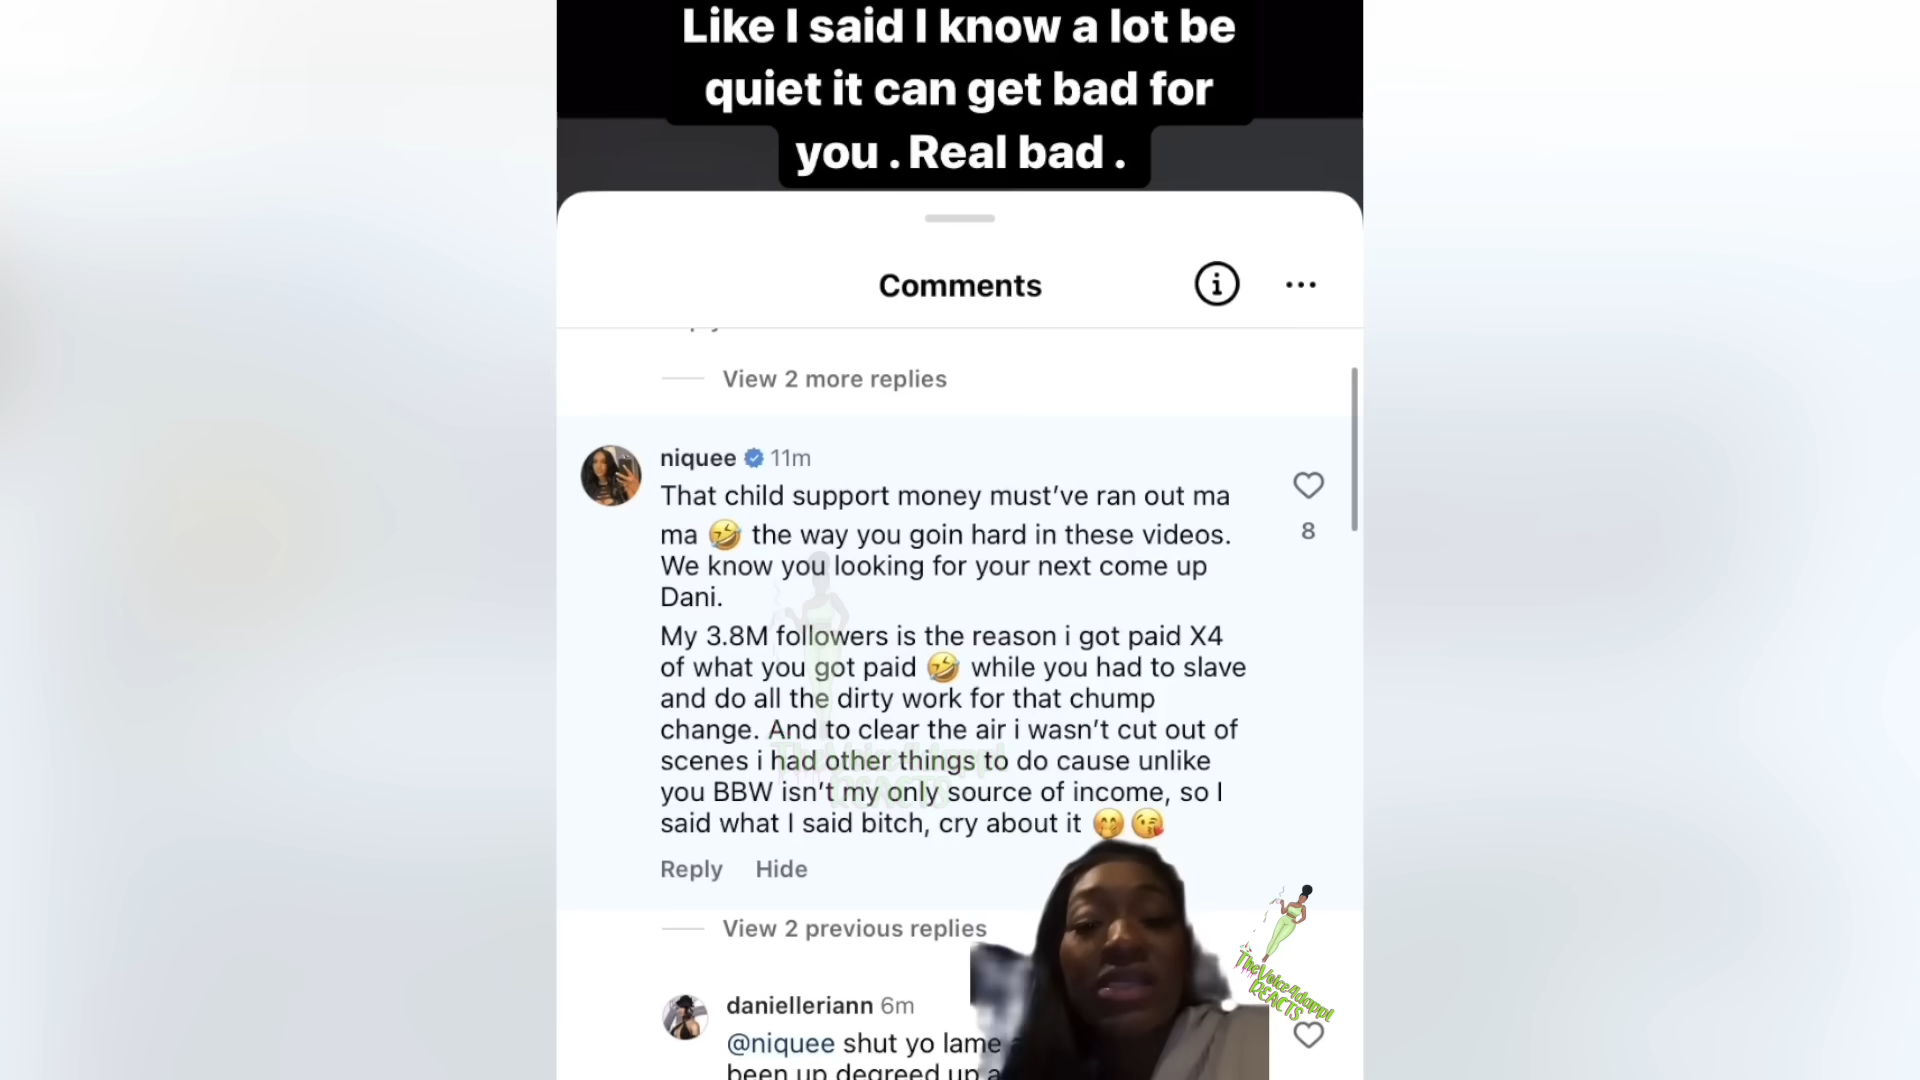 Like I said I know a lot be
quiet it can get bad for
you . Real bad .
Comments
View 2 more replies
niquee 11m
That child support money must’ve ran out ma
ma 🤣 the way you goin hard in these videos.
We know you looking for your next come up
Dani.
My 3.8M followers is the reason i got paid X4
of what you got paid 🤣 while you had to slave
and do all the dirty work for that chump
change. And to clear the air i wasn’t cut out of
scenes i had other things to do cause unlike
you BBW isn’t my only source of income, so I
said what I said bitch, cry about it 🤭 😘
8
Reply Hide
View 2 previous replies
danielleriann 6m
@niquee shut yo lame
been up degreed up
TheVoice4dappl
REACTS